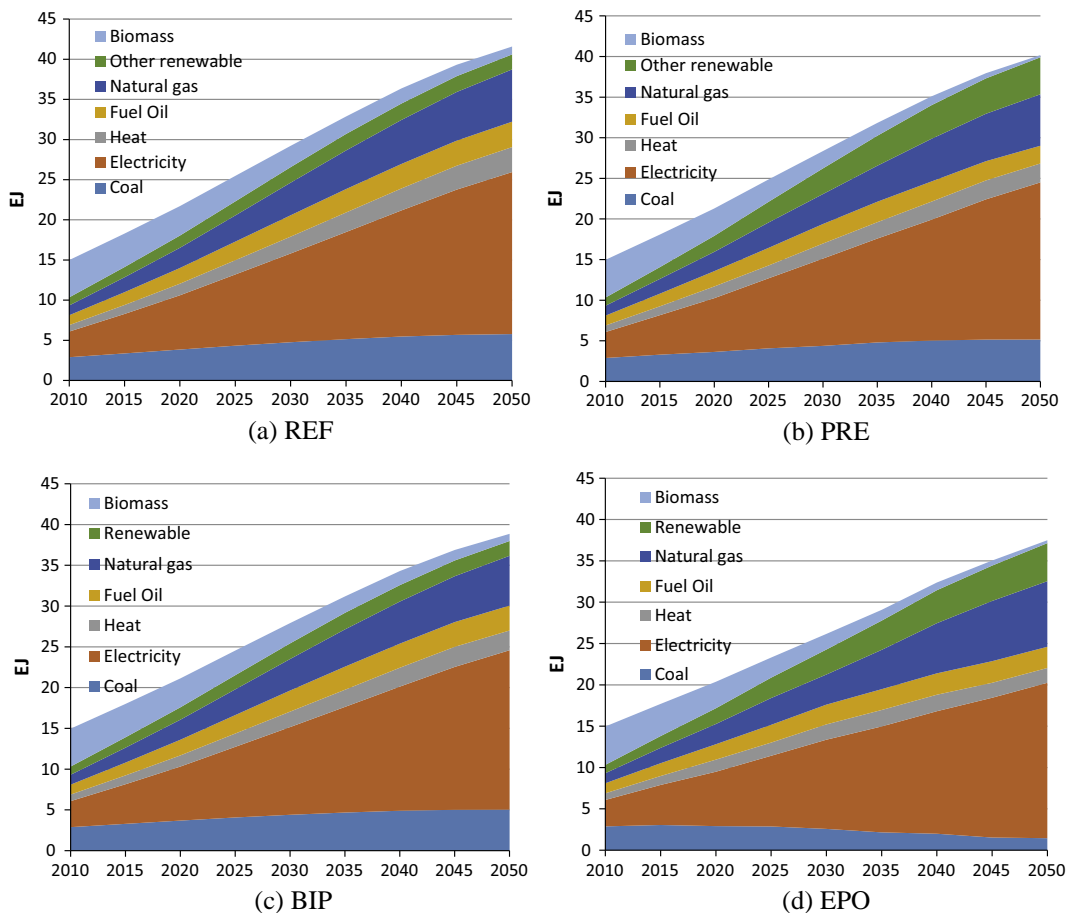 45
40
35
30
25
20
15
10
5
0
EJ
Biomass
Other renewable
Natural gas
Fuel Oil
Heat
Electricity
Coal
2010 2015 2020 2025 2030 2035 2040 2045 2050
(a) REF
45
40
35
30
25
20
15
10
5
0
EJ
Biomass
Other renewable
Natural gas
Fuel Oil
Heat
Electricity
Coal
2010 2015 2020 2025 2030 2035 2040 2045 2050
(b) PRE
45
40
35
30
25
20
15
10
5
0
EJ
Biomass
Renewable
Natural gas
Fuel Oil
Heat
Electricity
Coal
2010 2015 2020 2025 2030 2035 2040 2045 2050
(c) BIP
45
40
35
30
25
20
15
10
5
0
EJ
Biomass
Renewable
Natural gas
Fuel Oil
Heat
Electricity
Coal
2010 2015 2020 2025 2030 2035 2040 2045 2050
(d) EPO